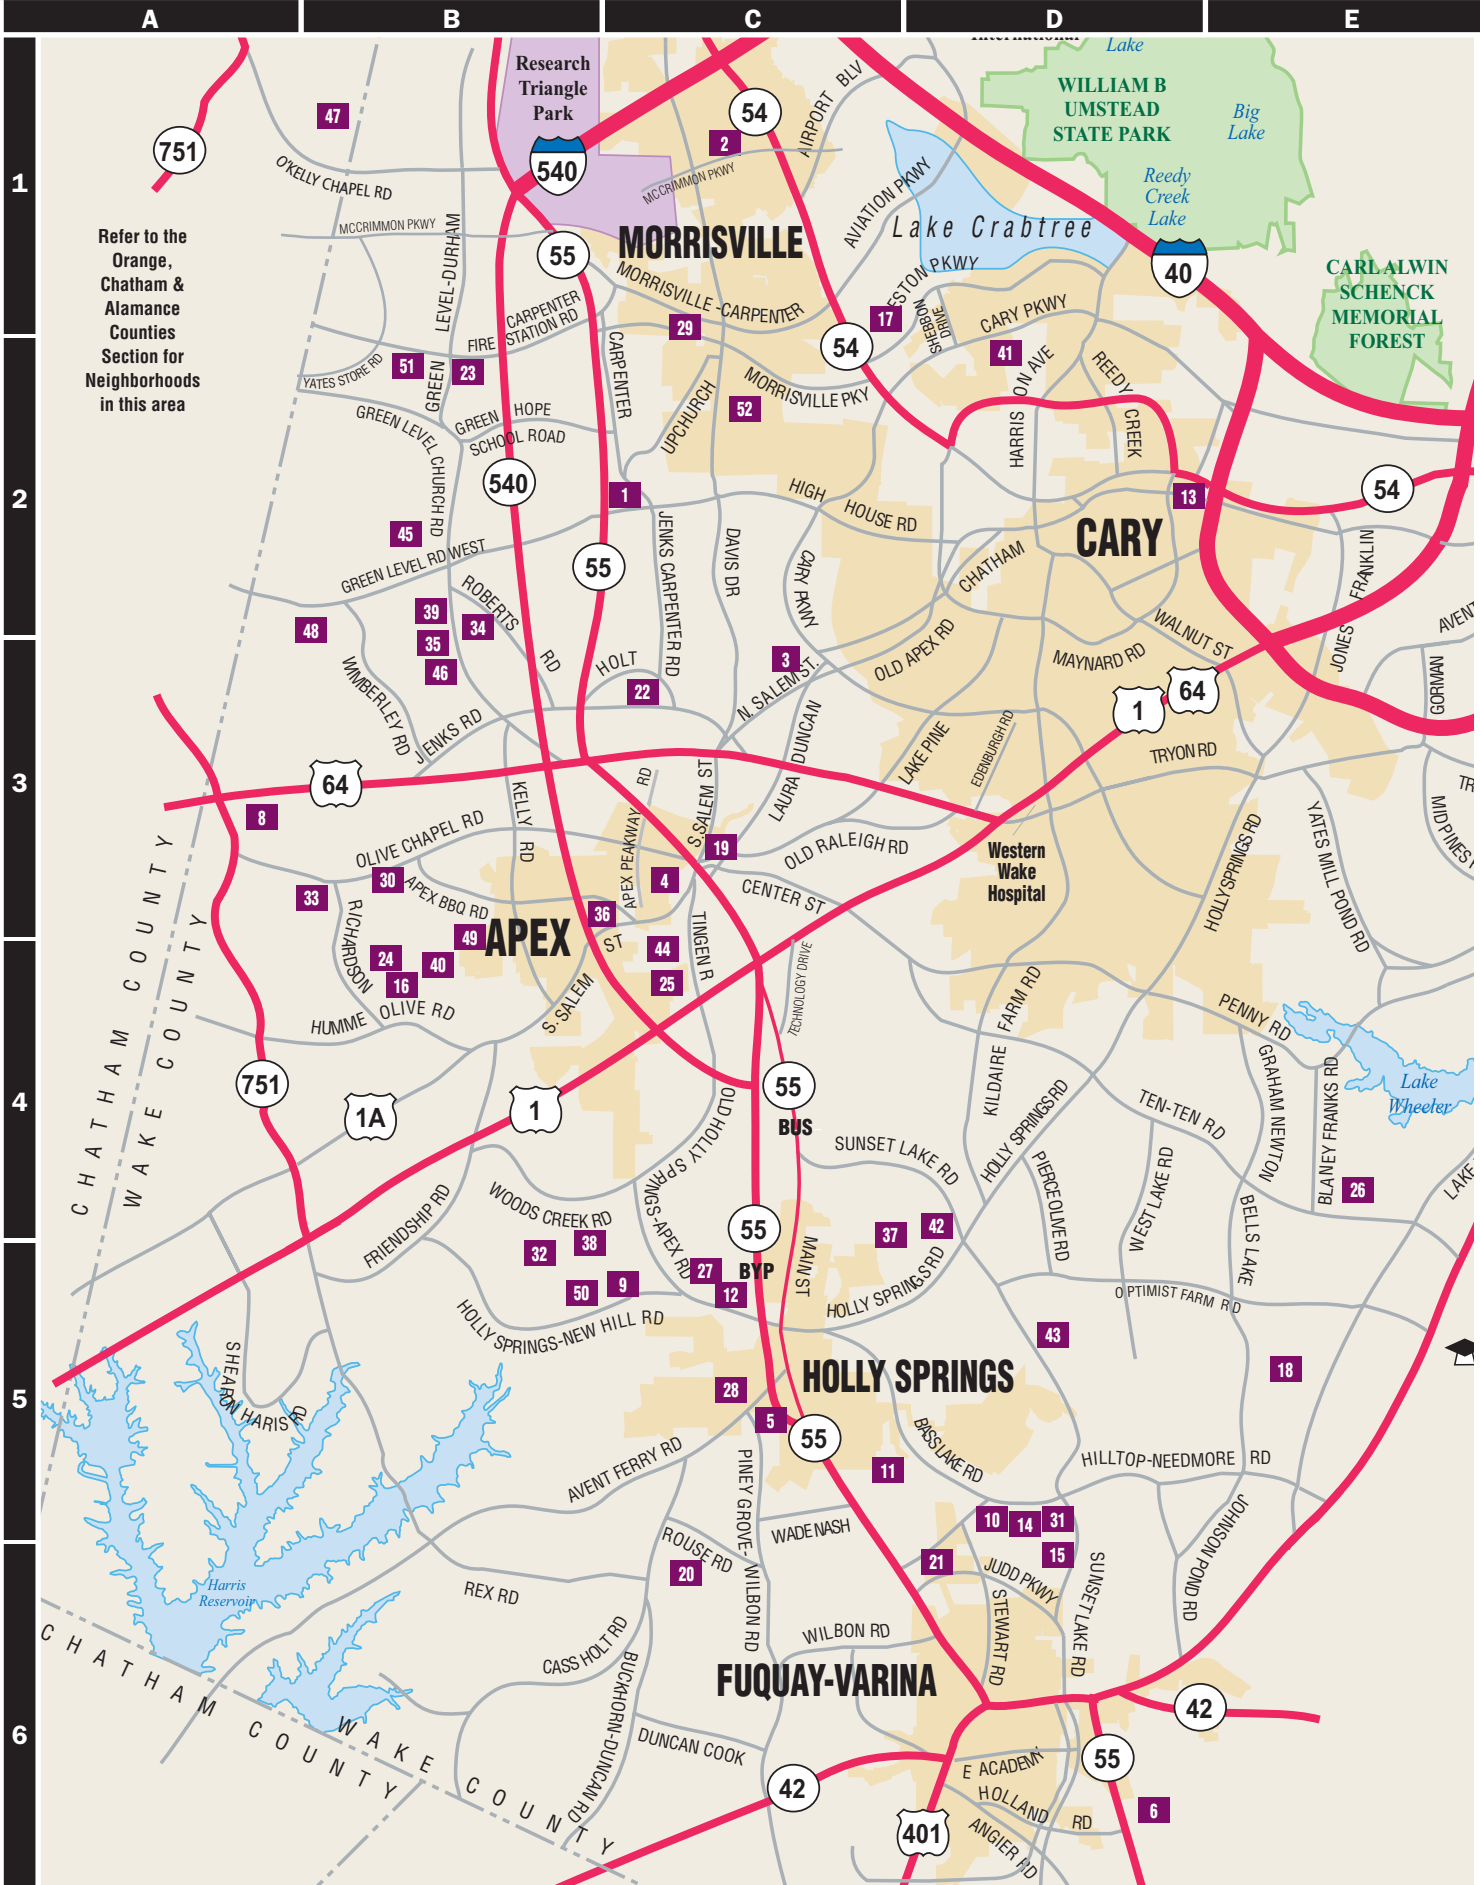 A
B
C
D
E
1
2
3
4
5
6
Research
Triangle
Park
International
Lake
WILLIAM B
UMSTEAD
STATE PARK
Big
Lake
Reedy
Creek
Lake
47
751
540
54
2
AIRPORT BLV
O'KELLY CHAPEL RD
MCCRIMMON PKWY
MCCRIMMON PKWY
AVIATION PKWY
Lake Crabtree
Refer to the
Orange,
Chatham &
Alamance
Counties
Section for
Neighborhoods
in this area
GREEN LEVEL-DURHAM
55
MORRISVILLE
MORRISVILLE-CARPENTER
ESTON PKWY
40
CARL ALWIN
SCHENCK
MEMORIAL
FOREST
CARPENTER
FIRE STATION RD
29
17
SHEBBON
DRIVE
CARY PKWY
54
41
YATES STORE RD
51
23
CARPENTER
UPCHURCH
MORRISVILLE PKY
52
HARRISON AVE
REEDY CREEK
GREEN LEVEL CHURCH RD
GREEN HOPE
SCHOOL ROAD
540
1
HIGH HOUSE RD
13
54
CARY
45
GREEN LEVEL RD WEST
55
JENKS CARPENTER RD
DAVIS DR
CARY PKWY
CHATHAM
JONES FRANKLIN
AVENT
48
39
35
46
34
ROBERTS RD
HOLT
22
3
N. SALEM ST.
OLD APEX RD
MAYNARD RD
WALNUT ST
64
1
GORMAN
WIMBERLEY RD
JENKS RD
LAURA DUNCAN
LAKE PINE
EDENBURGH RD
TRYON RD
64
8
KELLY RD
RD
S.SALEM ST
OLIVE CHAPEL RD
APEX PEAKWAY
19
OLD RALEIGH RD
Western
Wake
Hospital
HOLLY SPRINGS RD
YATES MILL POND RD
MID PINES
33
30
APEX BBQ RD
4
CENTER ST
36
RICHARDSON
49
APEX
ST
24
40
16
44
25
TINGEN R
TECHNOLOGY DRIVE
HUMME OLIVE RD
S. SALEM
KILDAIRE FARM RD
PENNY RD
CHATHAM COUNTY
WAKE COUNTY
751
1A
1
55
BUS
OLD HOLLY SPRINGS-APEX RD
SUNSET LAKE RD
HOLLY SPRINGS RD
TEN-TEN RD
GRAHAM NEWTON
BLANEY FRANKS RD
Lake
Wheeler
26
LAKE
FRIENDSHIP RD
WOODS CREEK RD
32
38
50
9
55
BYP
27
12
MAIN ST
37
42
HOLLY SPRINGS RD
PIERCE OLIVE RD
WEST LAKE RD
BELLS LAKE
OPTIMIST FARM RD
HOLLY SPRINGS-NEW HILL RD
43
18
SHEARON HARIS RD
HOLLY SPRINGS
28
5
55
11
BASS LAKE RD
HILLTOP-NEEDMORE RD
AVENT FERRY RD
PINEY GROVE-WILBON RD
WADE NASH
10
14
31
15
21
ROUSE RD
20
JUDD PKWY
STEWART RD
SUNSET LAKE RD
JOHNSON POND RD
Harris
Reservoir
REX RD
CASS HOLT RD
WILBON RD
FUQUAY-VARINA
BUCKHORN-DUNCAN RD
DUNCAN COOK
42
42
55
E ACADEMY
HOLLAND RD
ANGIER RD
401
6
CHATHAM COUNTY
WAKE COUNTY